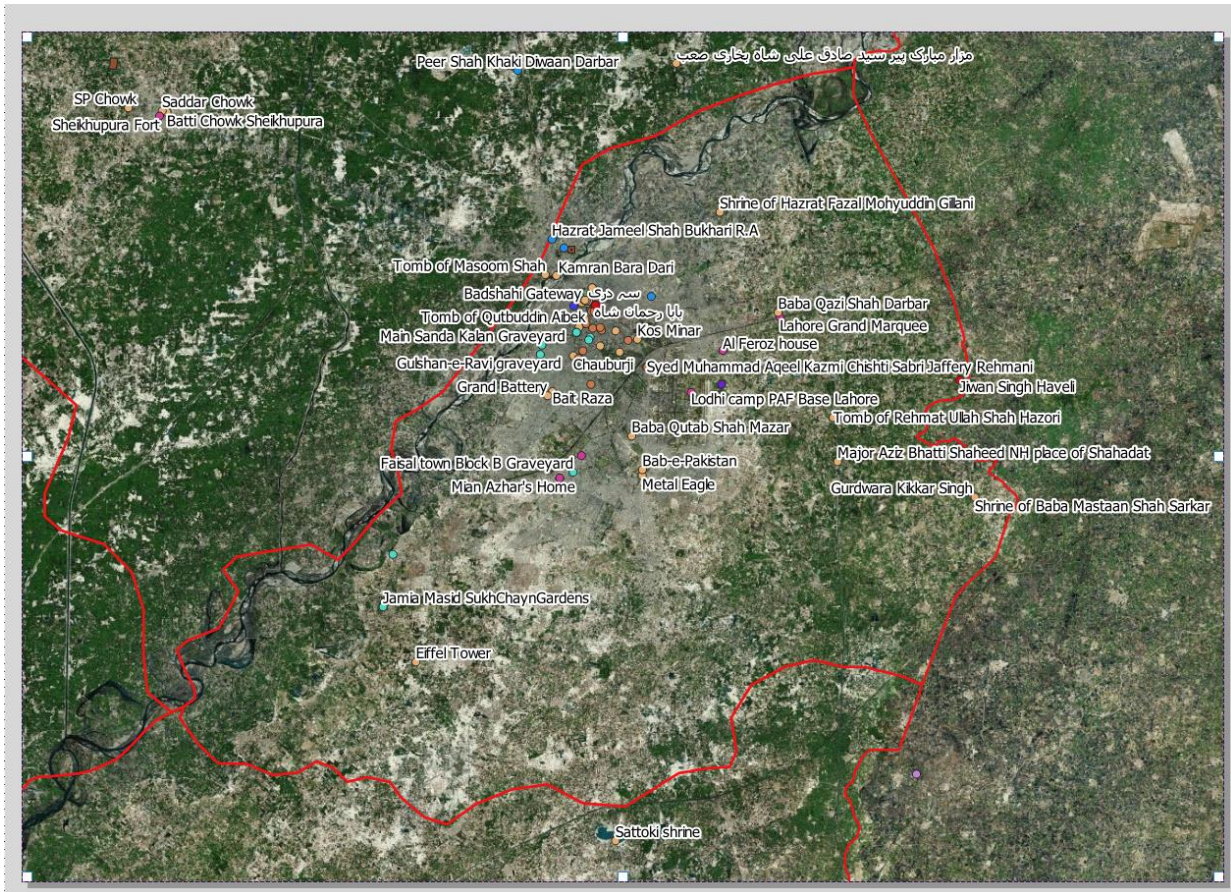 Peer Shah Khaki Diwaan Darbar
مزار مبارک پیر سید صادق علی شاہ بخاری صعب
SP Chowk
Saddar Chowk
Sheikhupura Fort
Batti Chowk Sheikhupura
Shrine of Hazrat Fazal Mohyuddin Gillani
Hazrat Jameel Shah Bukhari R.A
Tomb of Masoom Shah
Kamran Bara Dari
Badshahi Gateway
سہ دری
Baba Qazi Shah Darbar
Tomb of Qutbuddin Aibek
بابا رحمان شاہ
Lahore Grand Marquee
Main Sanda Kalan Graveyard
Kos Minar
Al Feroz house
Gulshan-e-Ravi graveyard
Chauburji
Syed Muhammad Aqeel Kazmi Chishti Sabri Jaffery Rehmani
Grand Battery
Jiwan Singh Haveli
Bait Raza
Lodhi camp PAF Base Lahore
Tomb of Rehmat Ullah Shah Hazori
Baba Qutab Shah Mazar
Major Aziz Bhatti Shaheed NH place of Shahadat
Faisal town Block B Graveyard
Bab-e-Pakistan
Mian Azhar's Home
Metal Eagle
Gurdwara Kikkar Singh
Shrine of Baba Mastaan Shah Sarkar
Jamia Masid SukhChaynGardens
Eiffel Tower
Sattoki shrine